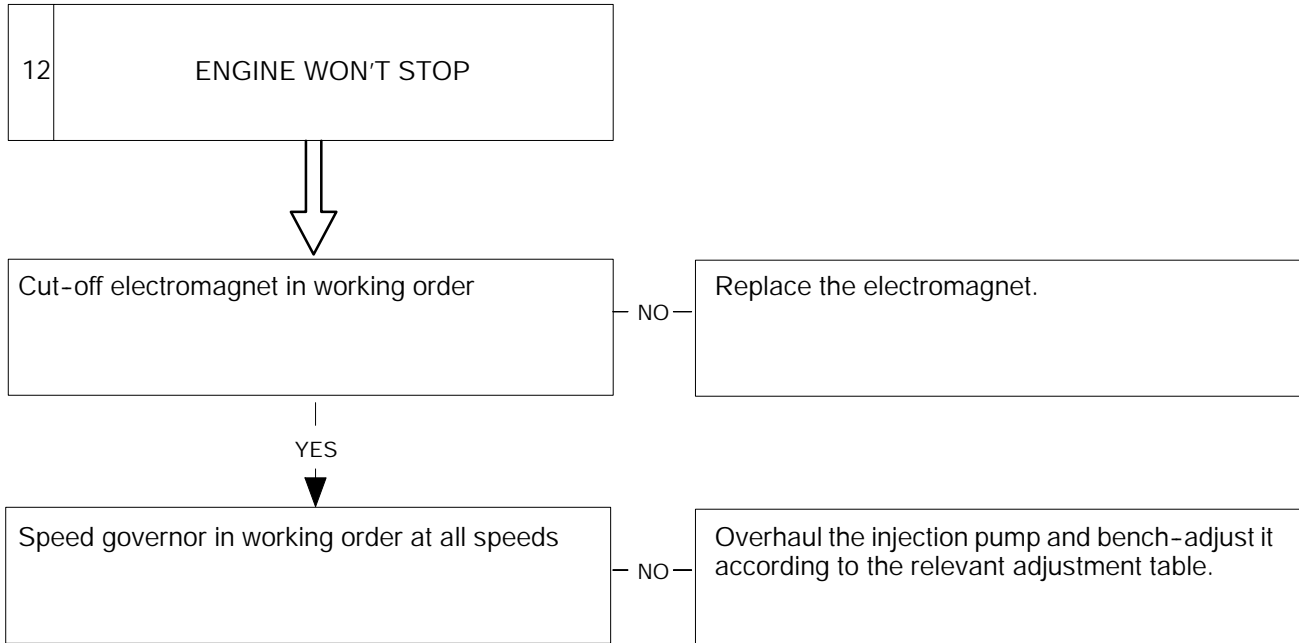 12
ENGINE WON'T STOP
Cut-off electromagnet in working order
NO
Replace the electromagnet.
YES
Speed governor in working order at all speeds
NO
Overhaul the injection pump and bench-adjust it
according to the relevant adjustment table.